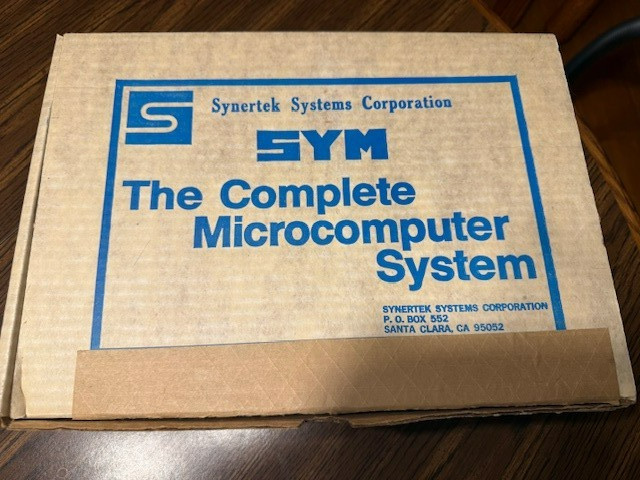 S
Synertek Systems Corporation
SYM
The Complete
Microcomputer
System
SYNERTEK SYSTEMS CORPORATION
P. O. BOX 552
SANTA CLARA, CA 95052